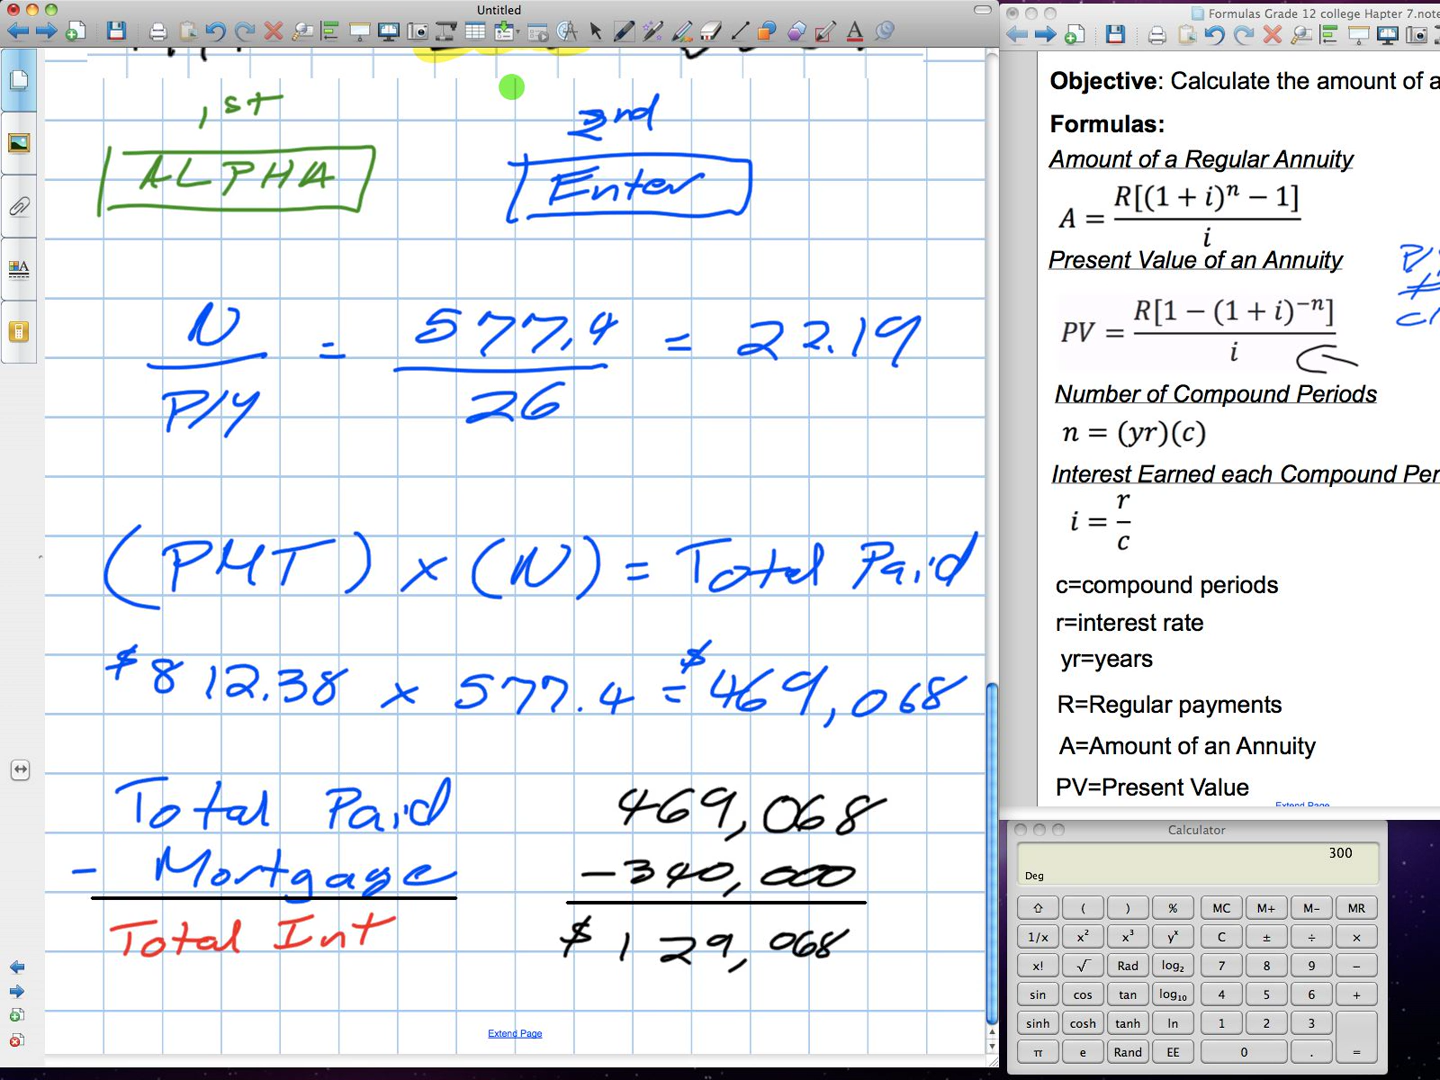 Untitled
1st
ALPHA
2nd
Enter
N/P/Y = 577.4/26 = 22.19
(PMT) x (N) = Total Paid
$812.38 x 577.4 = $469,068
Total Paid
- Mortgage
Total Int
469,068
-340,000
$129,068
Extend Page
Formulas Grade 12 college Hapter 7.note
Objective: Calculate the amount of a
Formulas:
Amount of a Regular Annuity
A = R[(1 + i)ⁿ − 1]/i
Present Value of an Annuity
PV = R[1 − (1 + i)⁻ⁿ]/i
Number of Compound Periods
n = (yr)(c)
Interest Earned each Compound Per
i = r/c
c=compound periods
r=interest rate
yr=years
R=Regular payments
A=Amount of an Annuity
PV=Present Value
Extend Page
Calculator
300
Deg
( ) % MC M+ M− MR
1/x x² x³ yˣ C ± ÷ ×
x! √ Rad log₂ 7 8 9 −
sin cos tan log₁₀ 4 5 6 +
sinh cosh tanh ln 1 2 3
π e Rand EE 0 . =